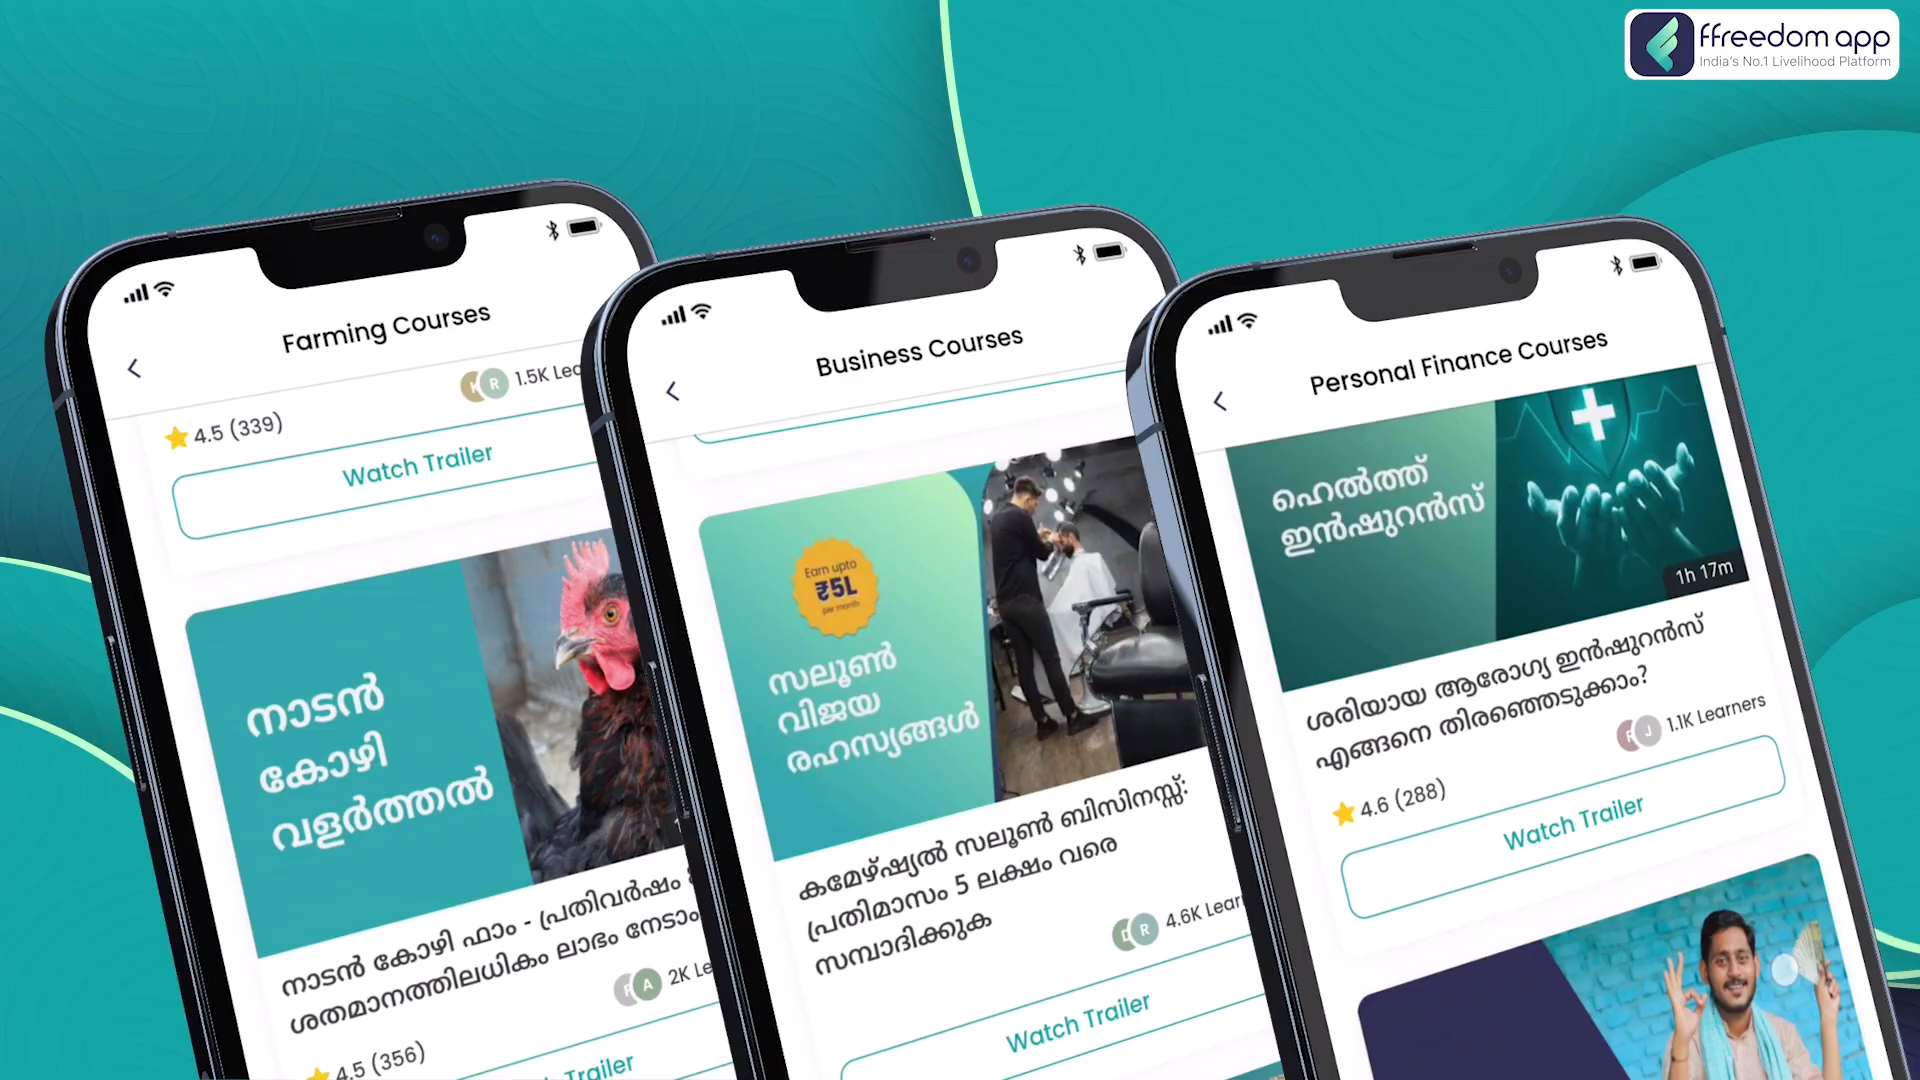 ffreedom app
India's No.1 Livelihood Platform
Farming Courses
K R 1.5K
4.5 (339)
Watch Trailer
നാടൻ
കോഴി
വളർത്തൽ
നാടൻ കോഴി ഫാം - പ്രതിവർഷം
ശതമാനത്തിലധികം ലാഭം നേടാം
A 2K
4.5 (356)
Trailer
Business Courses
Earn upto
₹5L
per month
സലൂൺ
വിജയ
രഹസ്യങ്ങൾ
കമേഴ്ഷ്യൽ സലൂൺ ബിസിനസ്സ്:
പ്രതിമാസം 5 ലക്ഷം വരെ
സമ്പാദിക്കുക
R 4.6K
Watch Trailer
Personal Finance Courses
ഹെൽത്ത്
ഇൻഷുറൻസ്
1h 17m
ശരിയായ ആരോഗ്യ ഇൻഷുറൻസ്
എങ്ങനെ തിരഞ്ഞെടുക്കാം?
J 1.1K Learners
4.6 (288)
Watch Trailer